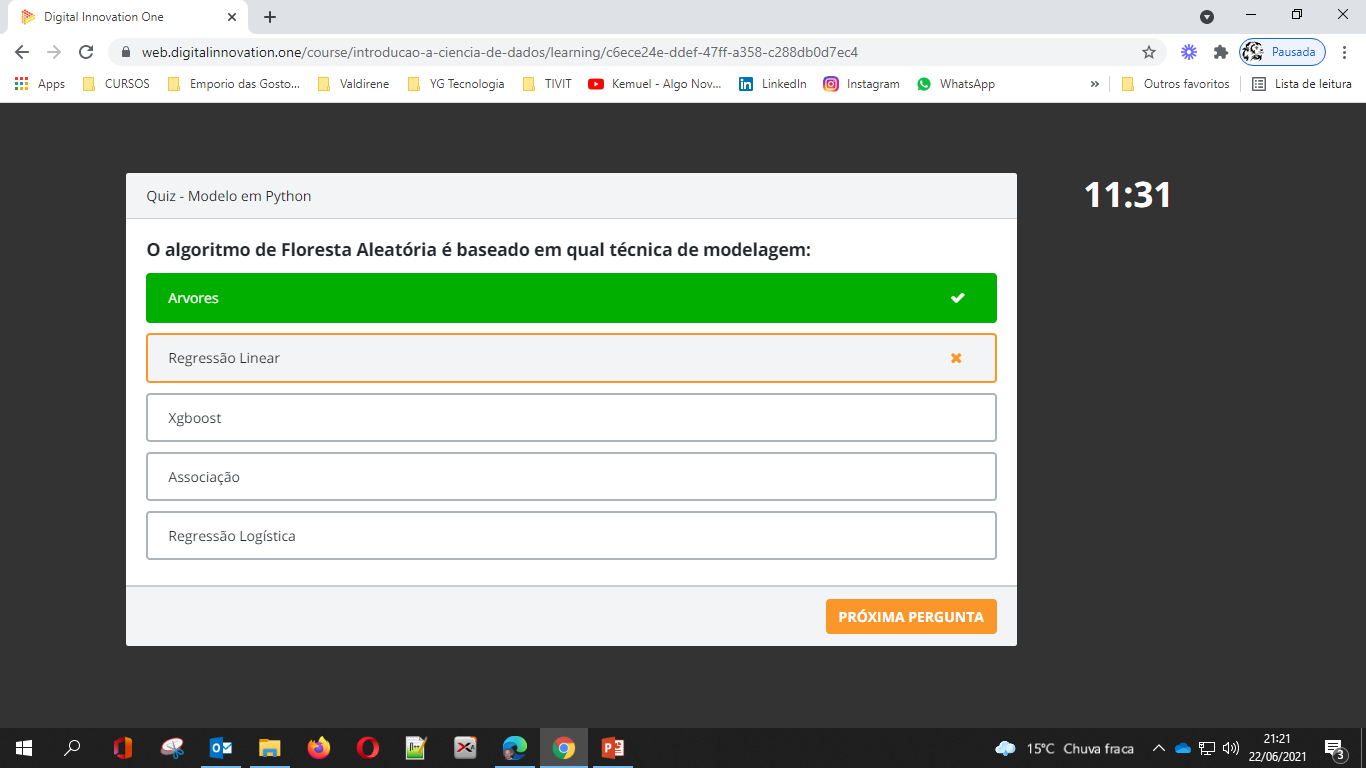 Digital Innovation One
web.digitalinnovation.one/course/introducao-a-ciencia-de-dados/learning/c6ece24e-ddef-47ff-a358-c288db0d7ec4
Pausada
Apps CURSOS Emporio das Gosto... Valdirene YG Tecnologia TIVIT Kemuel - Algo Nov... LinkedIn Instagram WhatsApp » Outros favoritos Lista de leitura
Quiz - Modelo em Python
11:31
O algoritmo de Floresta Aleatória é baseado em qual técnica de modelagem:
Arvores
Regressão Linear
Xgboost
Associação
Regressão Logística
PRÓXIMA PERGUNTA
15°C Chuva fraca
21:21
22/06/2021
3